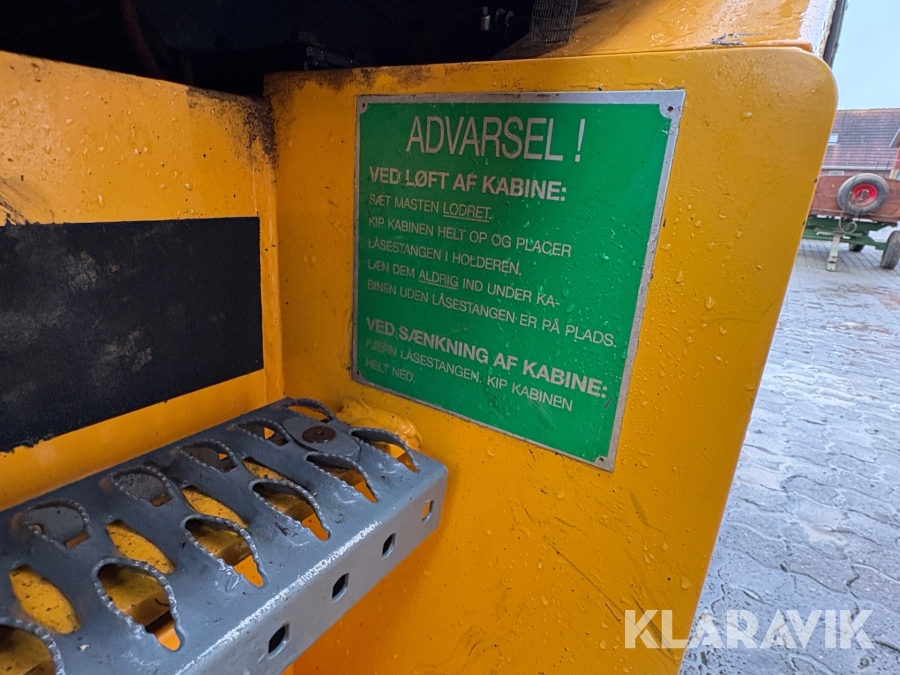 ADVARSEL!
VED LØFT AF KABINE:
SÆT MASTEN LODRET.
KIP KABINEN HELT OP OG PLACER
LÅSESTANGEN I HOLDEREN.
LÆN DEM ALDRIG IND UNDER KA-
BINEN UDEN LÅSESTANGEN ER PÅ PLADS.
VED SÆNKNING AF KABINE:
FJERN LÅSESTANGEN, KIP KABINEN
HELT NED.
KLARAVIK